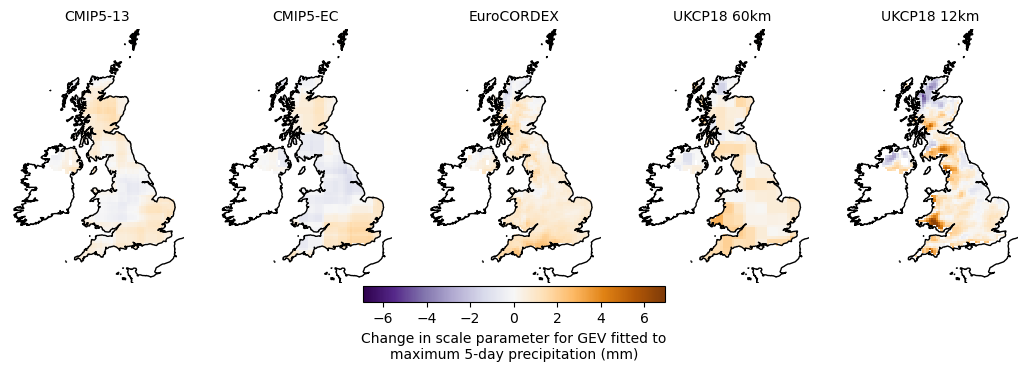 CMIP5-13
CMIP5-EC
EuroCORDEX
UKCP18 60km
UKCP18 12km
−6 −4 −2 0 2 4 6
Change in scale parameter for GEV fitted to
maximum 5-day precipitation (mm)